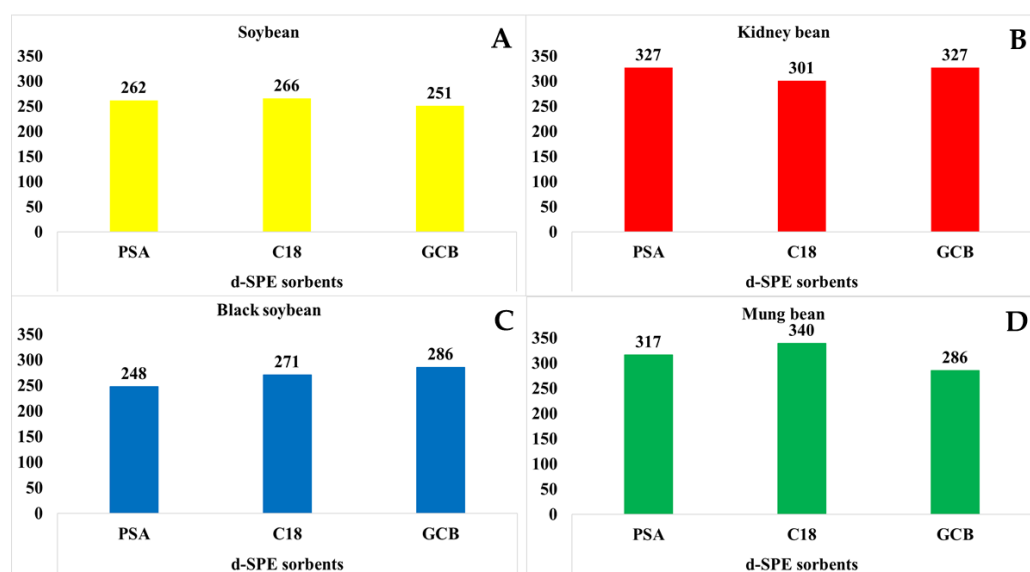 Soybean
A
350
300
250
200
150
100
50
0
262
266
251
PSA C18 GCB
d-SPE sorbents
Kidney bean
B
350
300
250
200
150
100
50
0
327
301
327
PSA C18 GCB
d-SPE sorbents
Black soybean
C
350
300
250
200
150
100
50
0
248
271
286
PSA C18 GCB
d-SPE sorbents
Mung bean
D
350
300
250
200
150
100
50
0
317
340
286
PSA C18 GCB
d-SPE sorbents